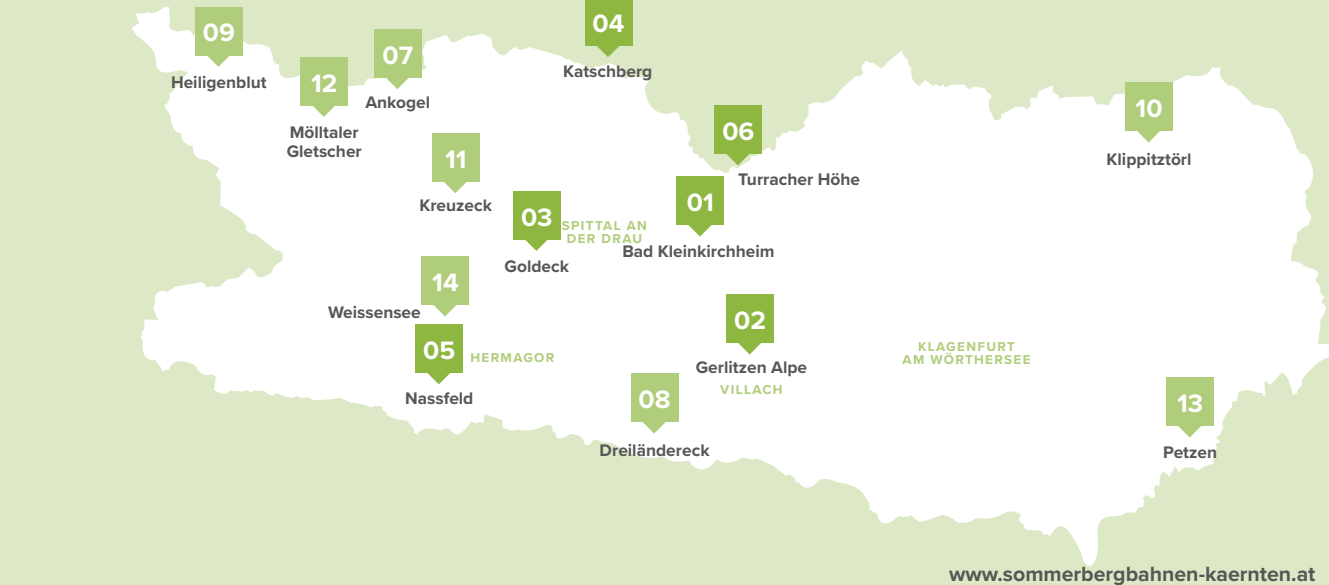 04
Katschberg
09
Heiligenblut
07
Ankogel
12
Mölltaler
Gletscher
10
Klippitztörl
06
Turracher Höhe
11
Kreuzeck
01
Bad Kleinkirchheim
03
Goldeck
SPITTAL AN
DER DRAU
14
Weissensee
02
Gerlitzen Alpe
VILLACH
05
Nassfeld
HERMAGOR
KLAGENFURT
AM WÖRTHERSEE
08
Dreiländereck
13
Petzen
www.sommerbergbahnen-kaernten.at